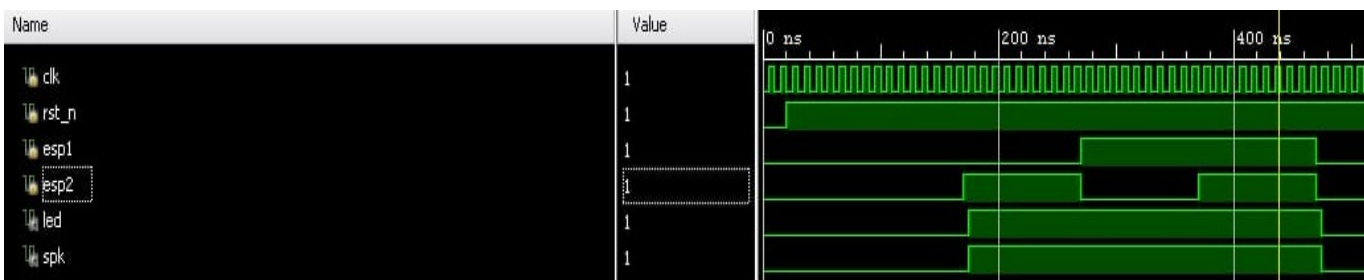 Name Value
0 ns 200 ns 400 ns
clk 1
rst_n 1
esp1 1
esp2 1
led 1
spk 1